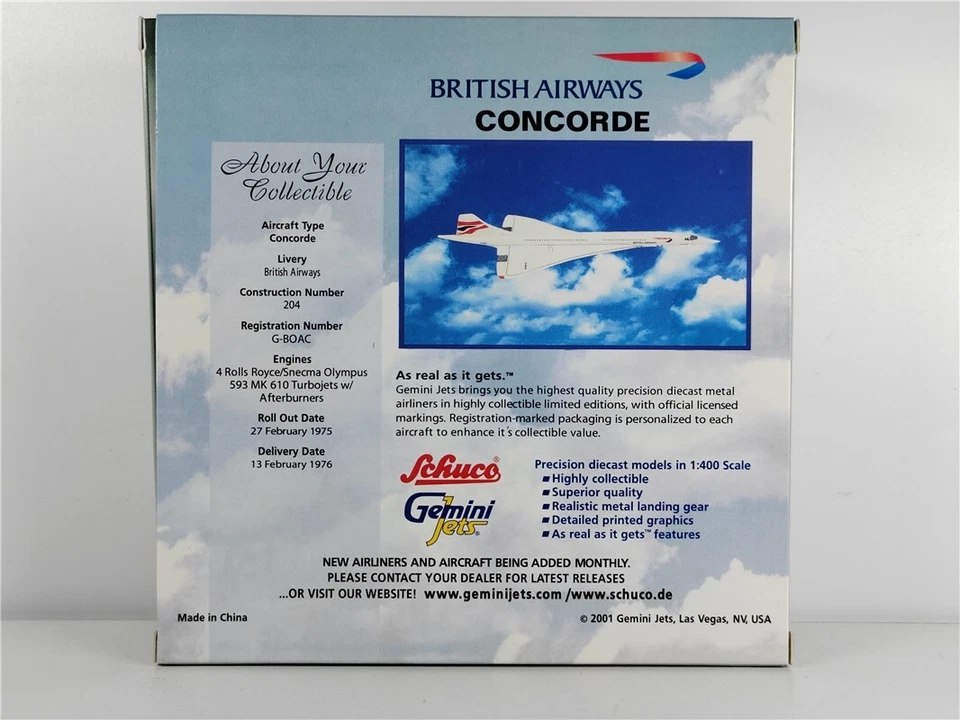 BRITISH AIRWAYS
CONCORDE
About Your
Collectible
Aircraft Type
Concorde
Livery
British Airways
Construction Number
204
Registration Number
G-BOAC
Engines
4 Rolls Royce/Snecma Olympus
593 MK 610 Turbojets w/
Afterburners
Roll Out Date
27 February 1975
Delivery Date
13 February 1976
As real as it gets.™
Gemini Jets brings you the highest quality precision diecast metal
airliners in highly collectible limited editions, with official licensed
markings. Registration-marked packaging is personalized to each
aircraft to enhance it's collectible value.
Schuco®
Gemini
Jets®
Precision diecast models in 1:400 Scale
■ Highly collectible
■ Superior quality
■ Realistic metal landing gear
■ Detailed printed graphics
■ As real as it gets™ features
NEW AIRLINERS AND AIRCRAFT BEING ADDED MONTHLY.
PLEASE CONTACT YOUR DEALER FOR LATEST RELEASES
...OR VISIT OUR WEBSITE! www.geminijets.com /www.schuco.de
Made in China
© 2001 Gemini Jets, Las Vegas, NV, USA